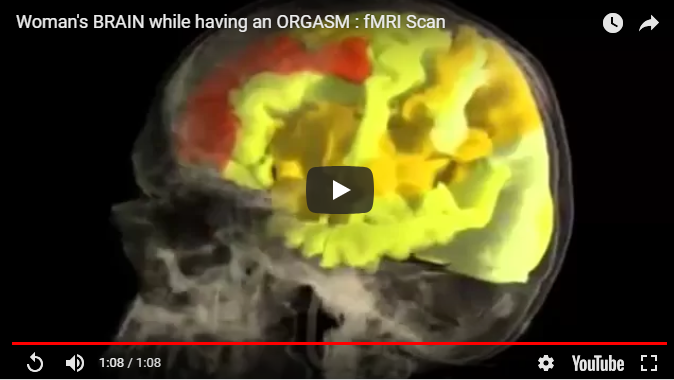 Woman's BRAIN while having an ORGASM : fMRI Scan
1:08 / 1:08
YouTube